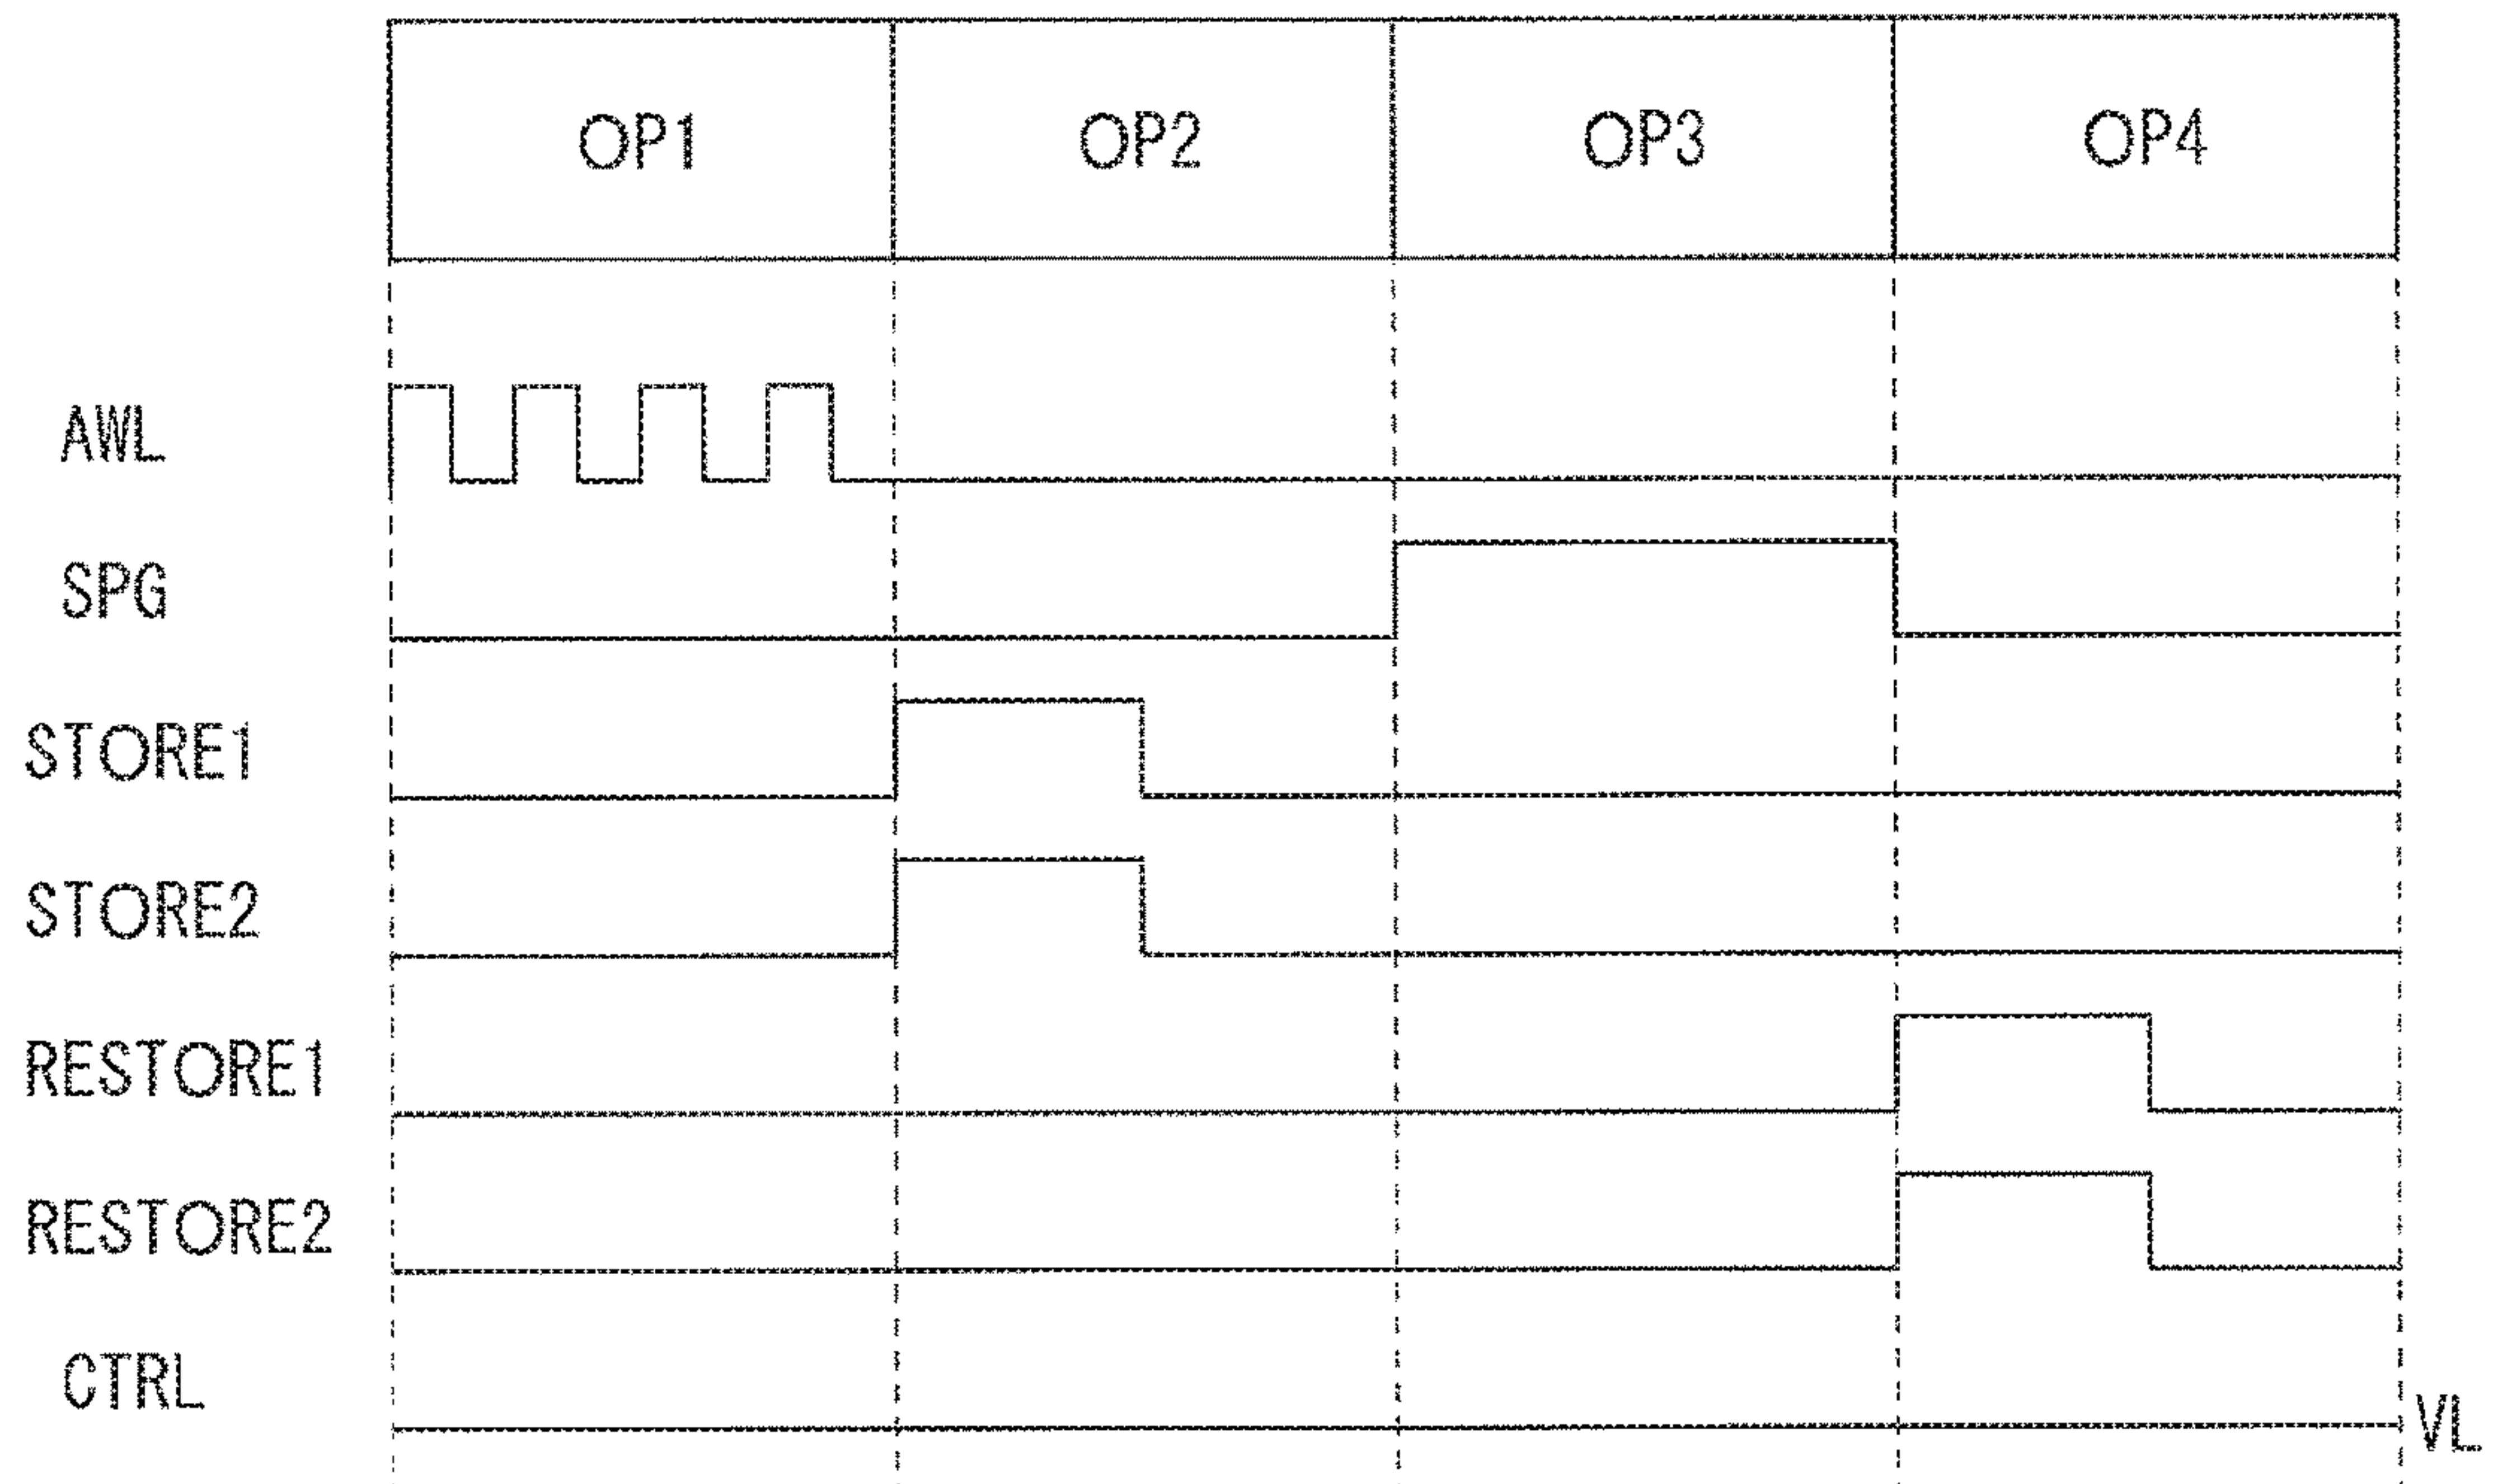 OP1 OP2 OP3 OP4
AWL
SPG
STORE1
STORE2
RESTORE1
RESTORE2
CTRL
VL